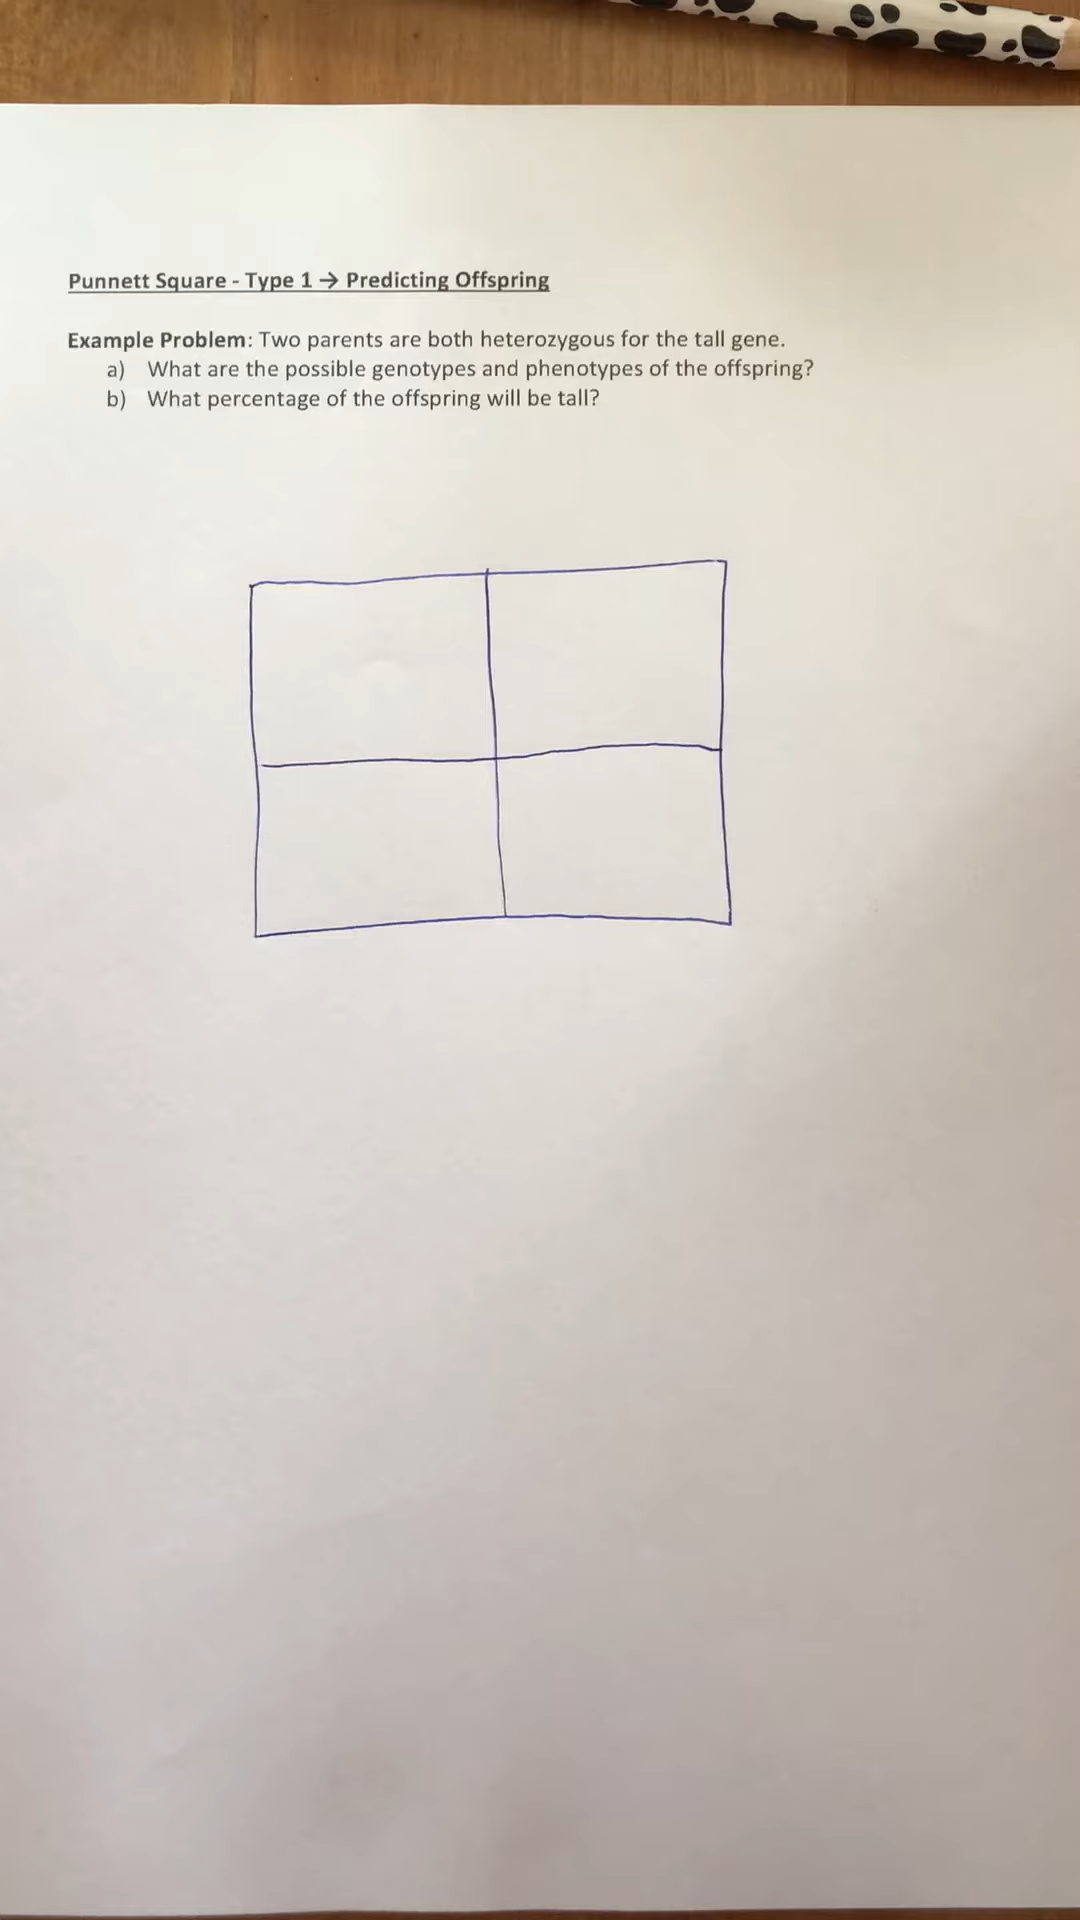 Punnett Square - Type 1 → Predicting Offspring
Example Problem: Two parents are both heterozygous for the tall gene.
a) What are the possible genotypes and phenotypes of the offspring?
b) What percentage of the offspring will be tall?